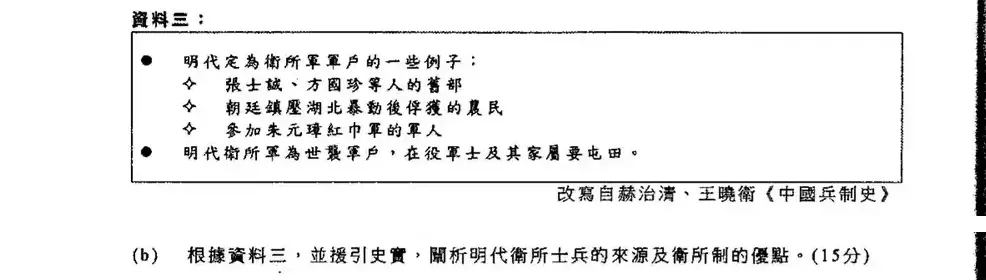 資料三：
● 明代定為衛所軍軍戶的一些例子：
✧ 張士誠、方國珍等人的舊部
✧ 朝廷鎮壓湖北暴動後俘獲的農民
✧ 參加朱元璋紅巾軍的軍人
● 明代衛所軍為世襲軍戶，在役軍士及其家屬要屯田。
改寫自赫治清、王曉衛《中國兵制史》
(b) 根據資料三，並援引史實，闡析明代衛所士兵的來源及衛所制的優點。(15分)